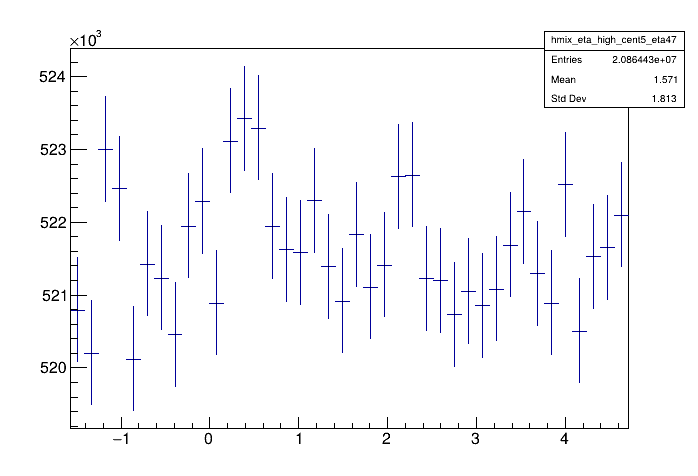 ×10³
hmix_eta_high_cent5_eta47
Entries 2.086443e+07
Mean 1.571
Std Dev 1.813
524
523
522
521
520
−1 0 1 2 3 4